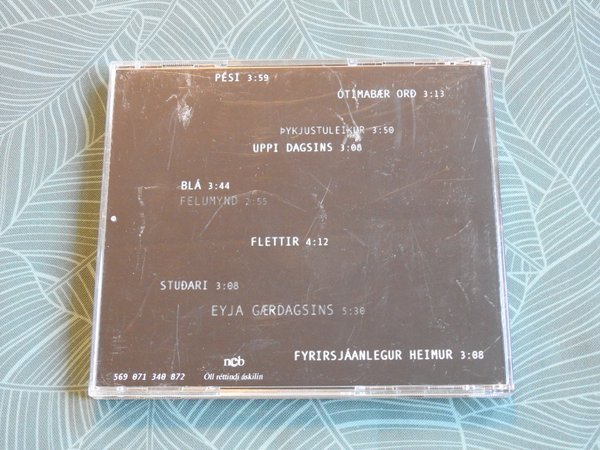 PÉSI 3:59
ÓTÍMABÆR ORÐ 3:13
ÞYKJUSTULEIKUR 3:50
UPPI DAGSINS 3:08
BLÁ 3:44
FELUMYND 2:55
FLETTIR 4:12
STUÐARI 3:08
EYJA GÆRDAGSINS 5:30
FYRIRSJÁANLEGUR HEIMUR 3:08
569 071 340 872
ncb
Öll réttindi áskilin